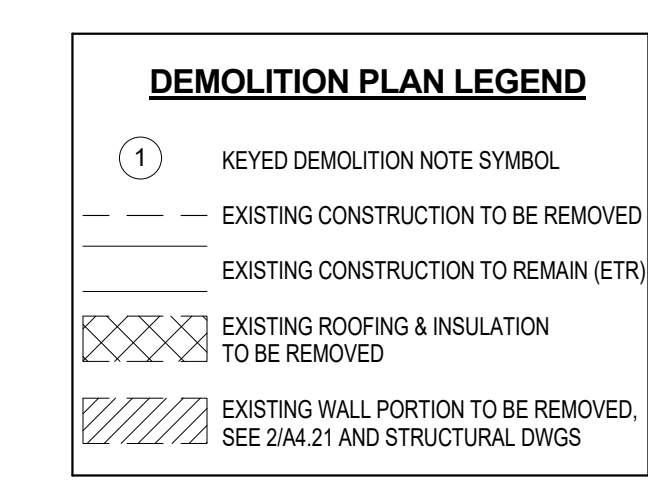 DEMOLITION PLAN LEGEND
1 KEYED DEMOLITION NOTE SYMBOL
EXISTING CONSTRUCTION TO BE REMOVED
EXISTING CONSTRUCTION TO REMAIN (ETR)
EXISTING ROOFING & INSULATION
TO BE REMOVED
EXISTING WALL PORTION TO BE REMOVED,
SEE 2/A4.21 AND STRUCTURAL DWGS